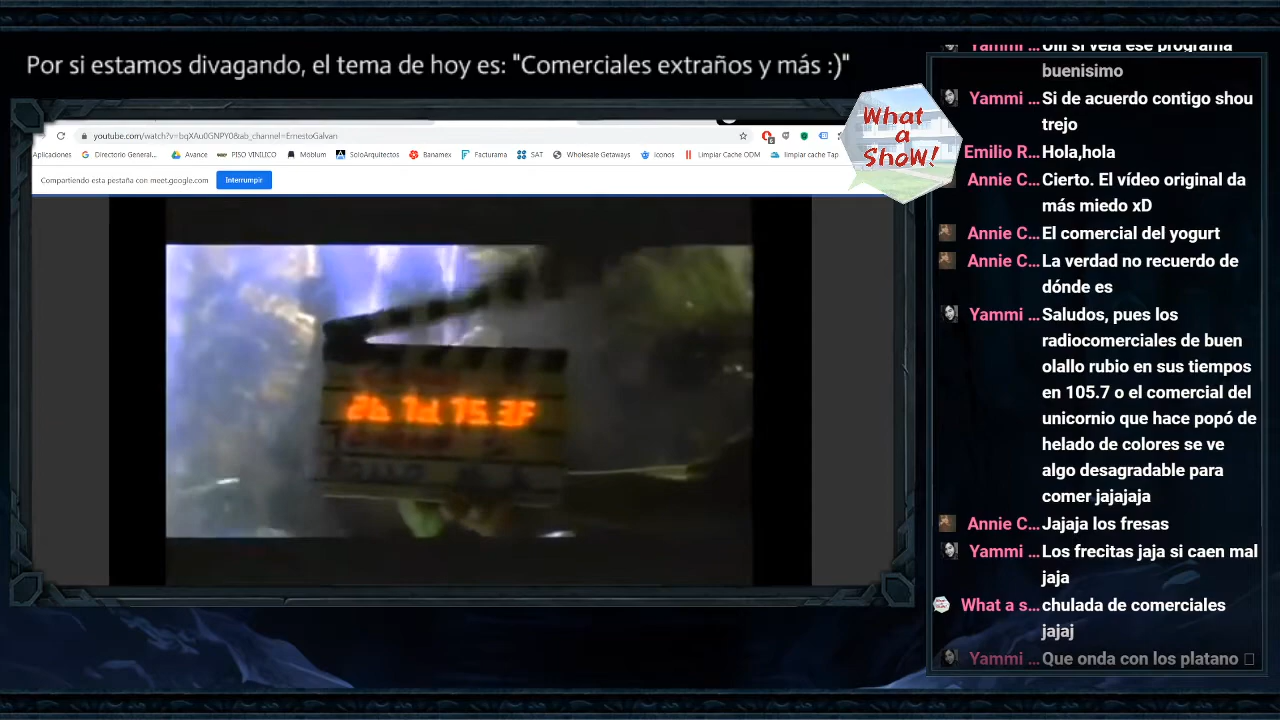 Por si estamos divagando, el tema de hoy es: "Comerciales extraños y más :)"
youtube.com/watch?v=bqXAu0GNPY0&ab_channel=ErnestoGalvan
Aplicaciones
Directorio General...
Avance
PISO VINILICO
Moblum
SoloArquitectos
Banamex
Facturama
SAT
Wholesale Getaways
iconos
Limpiar Cache ODM
limpiar cache Tap
Compartiendo esta pestaña con meet.google.com
Interrumpir
What
a
ShoW!
Yammi ... si veía ese programa
buenisimo
Yammi ... Si de acuerdo contigo shou
trejo
Emilio R... Hola,hola
Annie C... Cierto. El vídeo original da
más miedo xD
Annie C... El comercial del yogurt
Annie C... La verdad no recuerdo de
dónde es
Yammi ... Saludos, pues los
radiocomerciales de buen
olallo rubio en sus tiempos
en 105.7 o el comercial del
unicornio que hace popó de
helado de colores se ve
algo desagradable para
comer jajajaja
Annie C... Jajaja los fresas
Yammi ... Los frecitas jaja si caen mal
jaja
What a s... chulada de comerciales
jajaj
Yammi ... Que onda con los platano